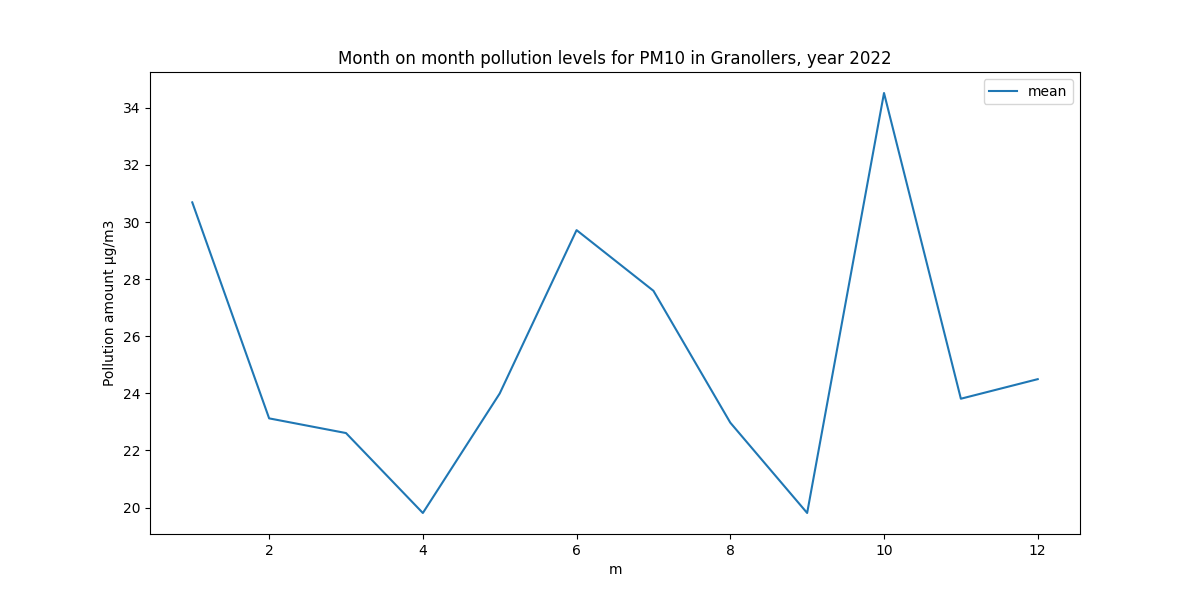 Month on month pollution levels for PM10 in Granollers, year 2022
mean
Pollution amount µg/m3
34
32
30
28
26
24
22
20
2 4 6 8 10 12
m